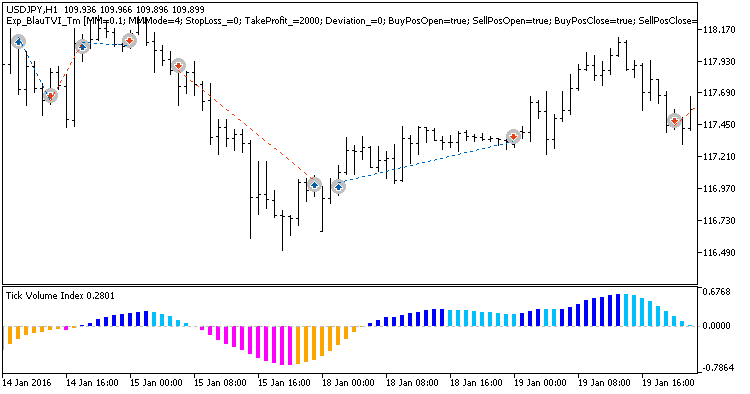 USDJPY,H1 109.936 109.966 109.896 109.899
Exp_BlauTVI_Tm [MM=0.1; MMMode=4; StopLoss_=0; TakeProfit_=2000; Deviation_=0; BuyPosOpen=true; SellPosOpen=true; BuyPosClose=true; SellPosClose=
118.170
117.930
117.690
117.450
117.210
116.970
116.730
116.490
Tick Volume Index 0.2801
0.6768
0.0000
-0.7864
14 Jan 2016 14 Jan 16:00 15 Jan 00:00 15 Jan 08:00 15 Jan 16:00 18 Jan 00:00 18 Jan 08:00 18 Jan 16:00 19 Jan 00:00 19 Jan 08:00 19 Jan 16:00